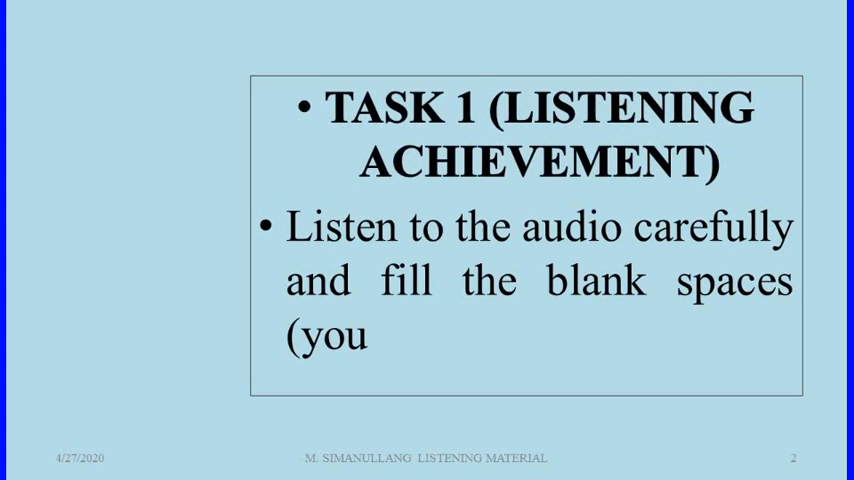 • TASK 1 (LISTENING
ACHIEVEMENT)
• Listen to the audio carefully
and fill the blank spaces
(you
4/27/2020
M. SIMANULLANG LISTENING MATERIAL
2